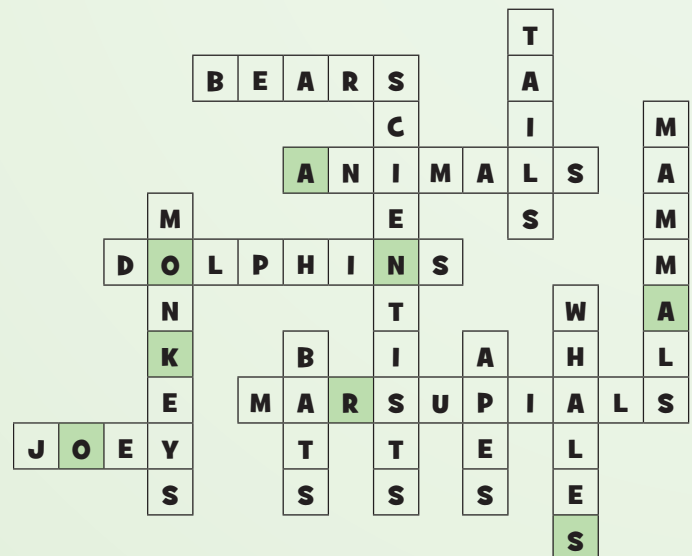 TAILS
BEARS
SCIENTISTS
MAMMALS
ANIMALS
MONKEYS
DOLPHINS
WHALES
BATS
APES
MARSUPIALS
JOEY